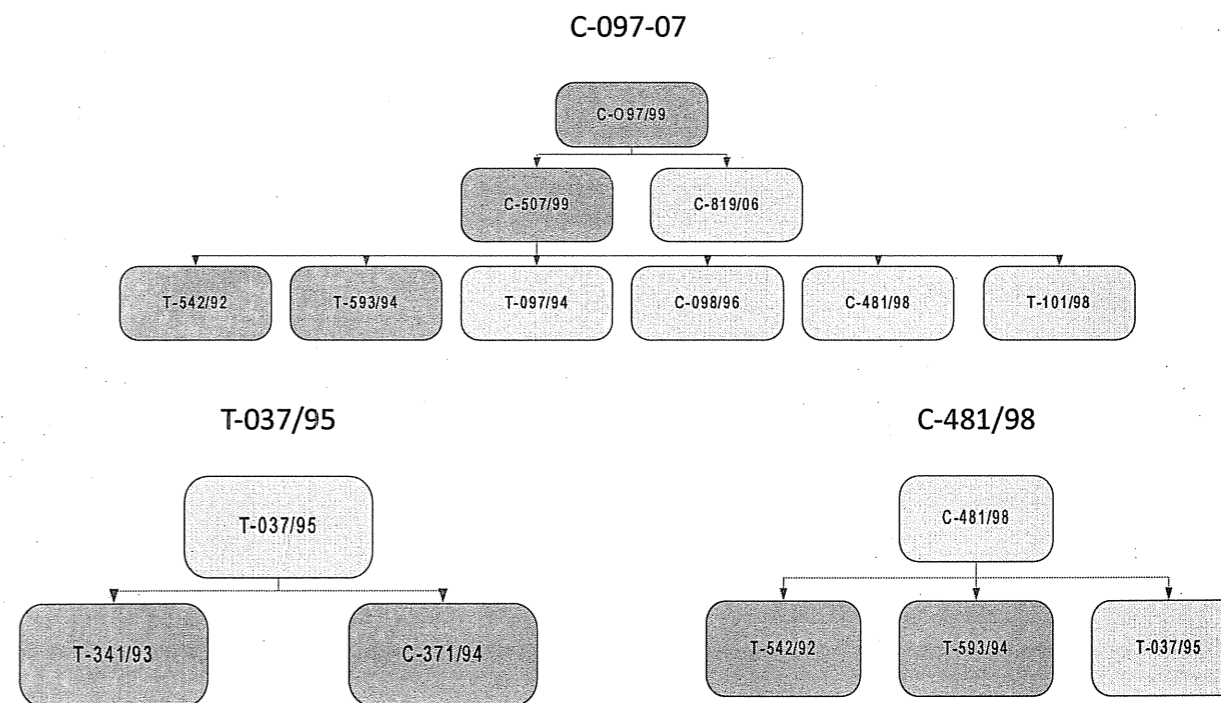 C-097-07
C-O97/99
C-507/99
C-819/06
T-542/92
T-593/94
T-097/94
C-098/96
C-481/98
T-101/98
T-037/95
C-481/98
T-037/95
C-481/98
T-341/93
C-371/94
T-542/92
T-593/94
T-037/95